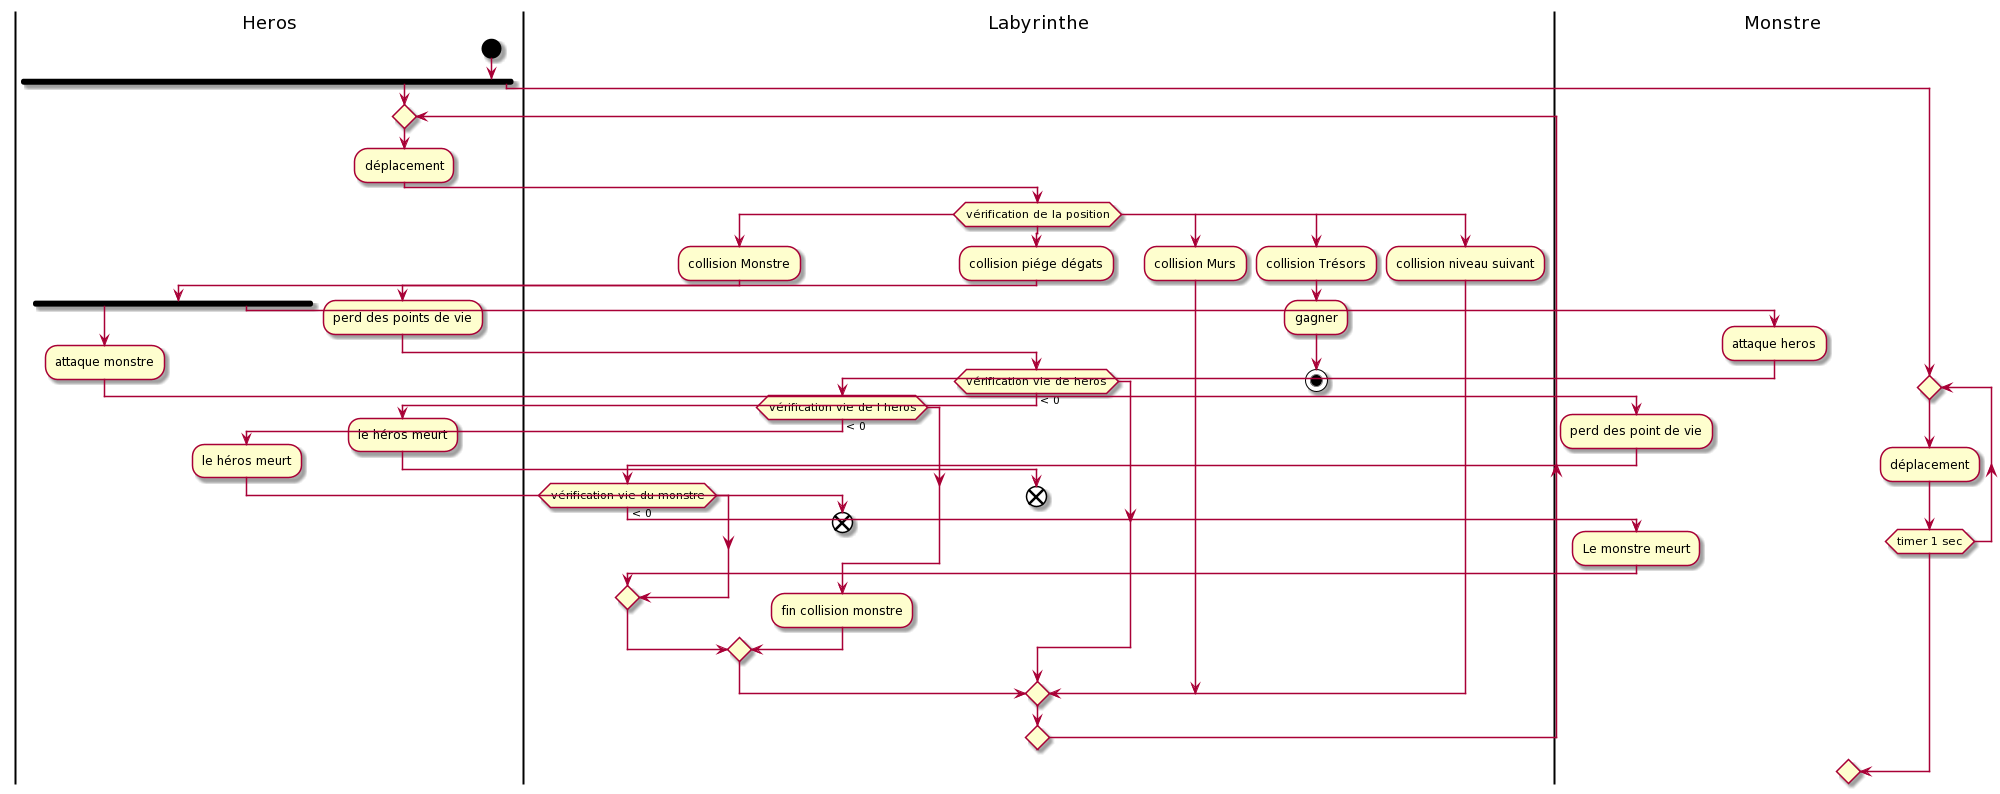 Heros
Labyrinthe
Monstre
déplacement
vérification de la position
collision Monstre
collision piége dégats
collision Murs
collision Trésors
collision niveau suivant
perd des points de vie
gagner
attaque heros
attaque monstre
vérification vie de heros
< 0
vérification vie de l heros
< 0
perd des point de vie
le héros meurt
le héros meurt
déplacement
vérification vie du monstre
< 0
timer 1 sec
Le monstre meurt
fin collision monstre